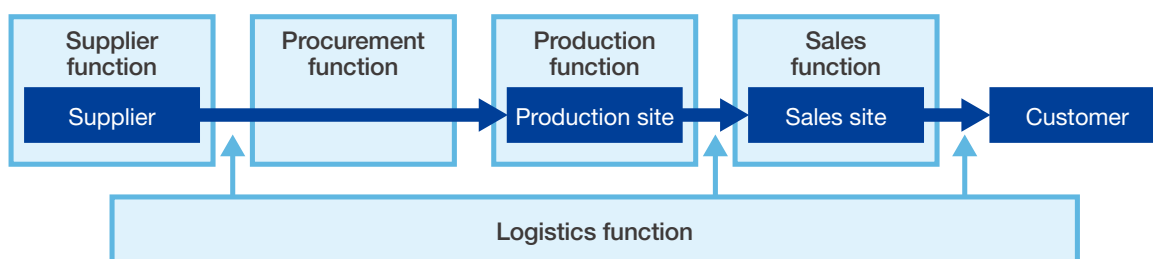 Supplier
function
Procurement
function
Production
function
Sales
function
Supplier
Production site
Sales site
Customer
Logistics function